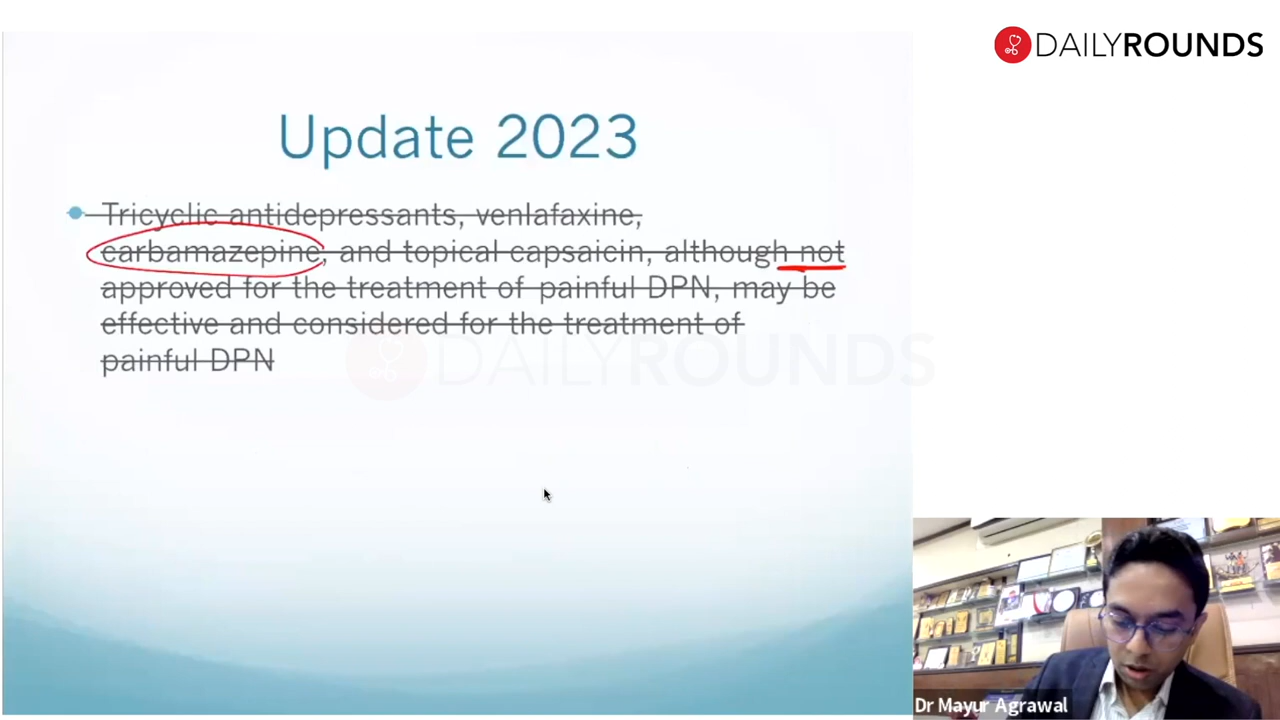 DAILYROUNDS
Update 2023
Tricyclic antidepressants, venlafaxine,
carbamazepine, and topical capsaicin, although not
approved for the treatment of painful DPN, may be
effective and considered for the treatment of
painful DPN
DAILYROUNDS
Dr Mayur Agrawal